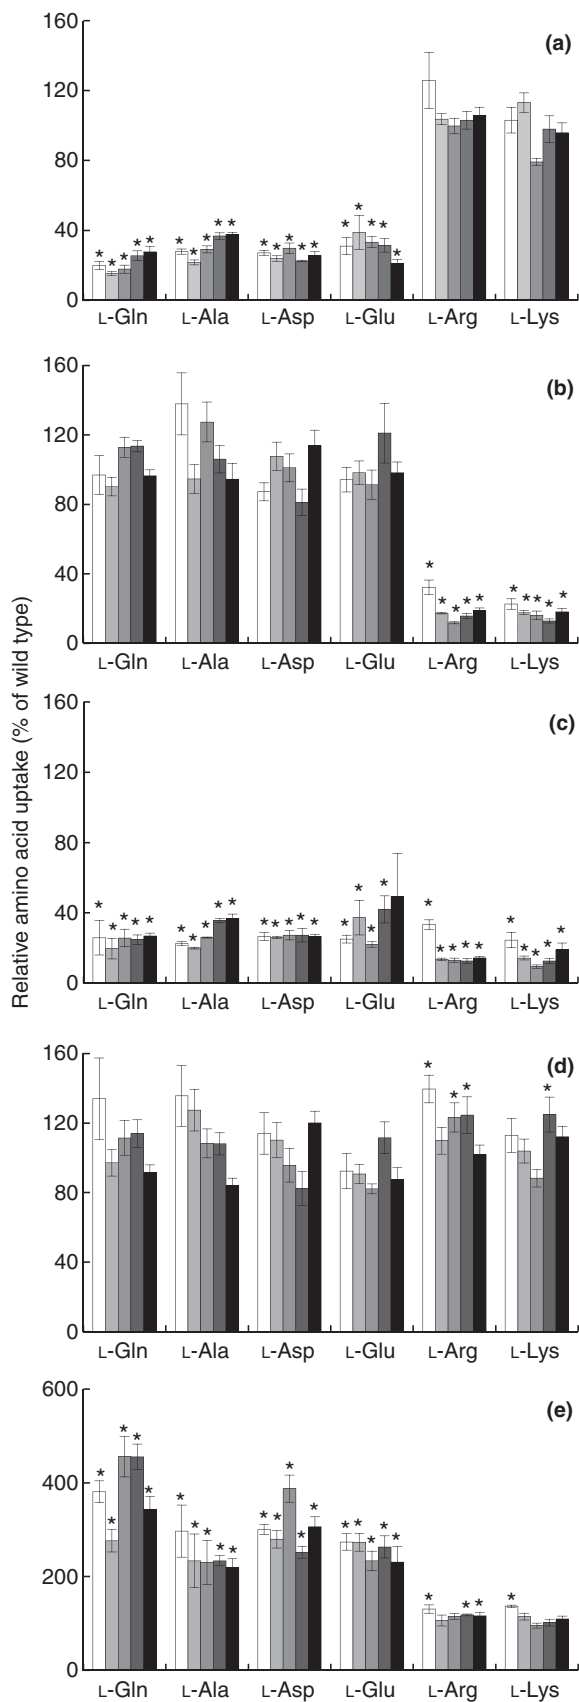 Relative amino acid uptake (% of wild type)
160
(a)
120
80
40
* * * * * * * * * * * * * * * * * * * *
0
L-Gln L-Ala L-Asp L-Glu L-Arg L-Lys
160
(b)
120
80
40
* * * * * * * * * *
0
L-Gln L-Ala L-Asp L-Glu L-Arg L-Lys
160
(c)
120
80
40
* * * * * * * * * * * * * * * * * * * * * * * * * * * * *
0
L-Gln L-Ala L-Asp L-Glu L-Arg L-Lys
160
(d)
* * * *
120
80
40
0
L-Gln L-Ala L-Asp L-Glu L-Arg L-Lys
600
(e)
400
* * * * * * * * * * * * * * * * * * * *
200
* * * *
0
L-Gln L-Ala L-Asp L-Glu L-Arg L-Lys